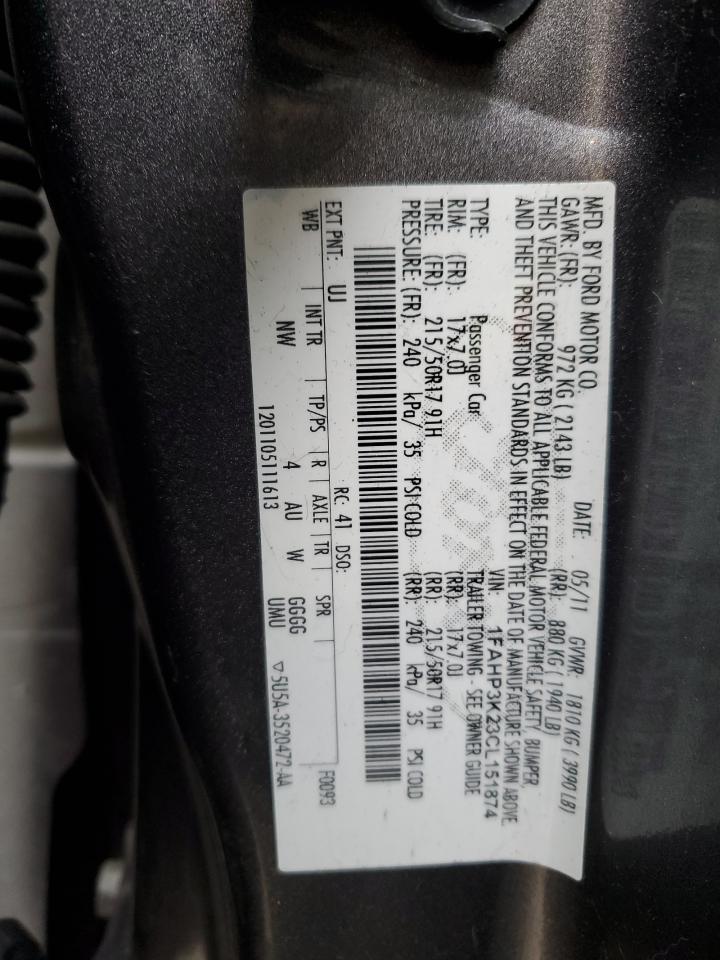 MFD. BY FORD MOTOR CO.
DATE: 05/11 GVWR: 1810 KG ( 3990 LB)
GAWR: (FR): 972 KG ( 2143 LB) (RR): 880 KG ( 1940 LB)
THIS VEHICLE CONFORMS TO ALL APPLICABLE FEDERAL MOTOR VEHICLE SAFETY, BUMPER,
AND THEFT PREVENTION STANDARDS IN EFFECT ON THE DATE OF MANUFACTURE SHOWN ABOVE.
VIN: 1FAHP3K23CL151874
TYPE: Passenger Car TRAILER TOWING - SEE OWNER GUIDE
RIM: (FR): 17x7.0J (RR): 17x7.0J
TIRE: (FR): 215/50R17 91H (RR): 215/50R17 91H
PRESSURE: (FR): 240 kPa/ 35 PSI COLD (RR): 240 kPa/ 35 PSI COLD
EXT PNT: UJ RC: 41 DSO: F0093
WB INT TR TP/PS R AXLE TR SPR
NW 4 AU W GGGG
UMU
1201105111613 ▽5U5A-3520472-AA